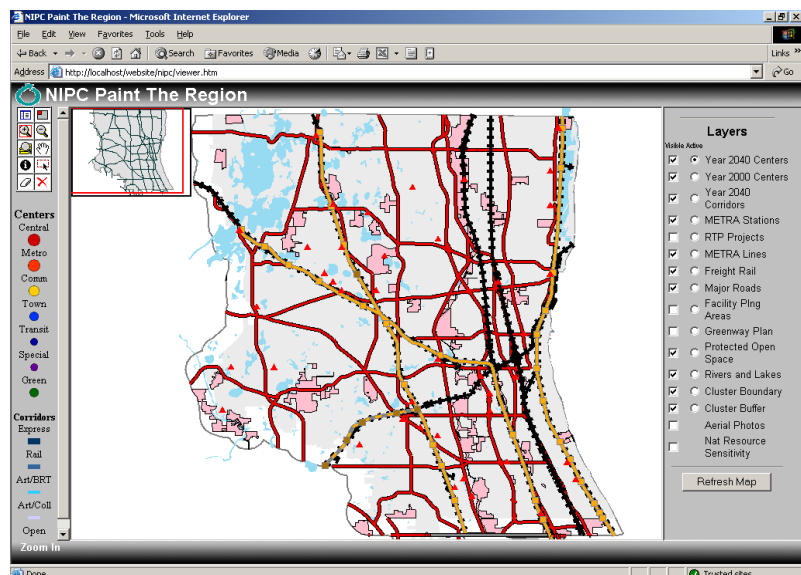 NIPC Paint The Region - Microsoft Internet Explorer
File Edit View Favorites Tools Help
Back Search Favorites Media Links »
Address http://localhost/website/nipc/viewer.htm Go
NIPC Paint The Region
Centers
Central
Metro
Comm
Town
Transit
Special
Green
Corridors
Express
Rail
Art/BRT
Art/Coll
Open
Layers
Visible Active
Year 2040 Centers
Year 2000 Centers
Year 2040
Corridors
METRA Stations
RTP Projects
METRA Lines
Freight Rail
Major Roads
Facility Plng
Areas
Greenway Plan
Protected Open
Space
Rivers and Lakes
Cluster Boundary
Cluster Buffer
Aerial Photos
Nat Resource
Sensitivity
Refresh Map
Zoom In
Done Trusted sites